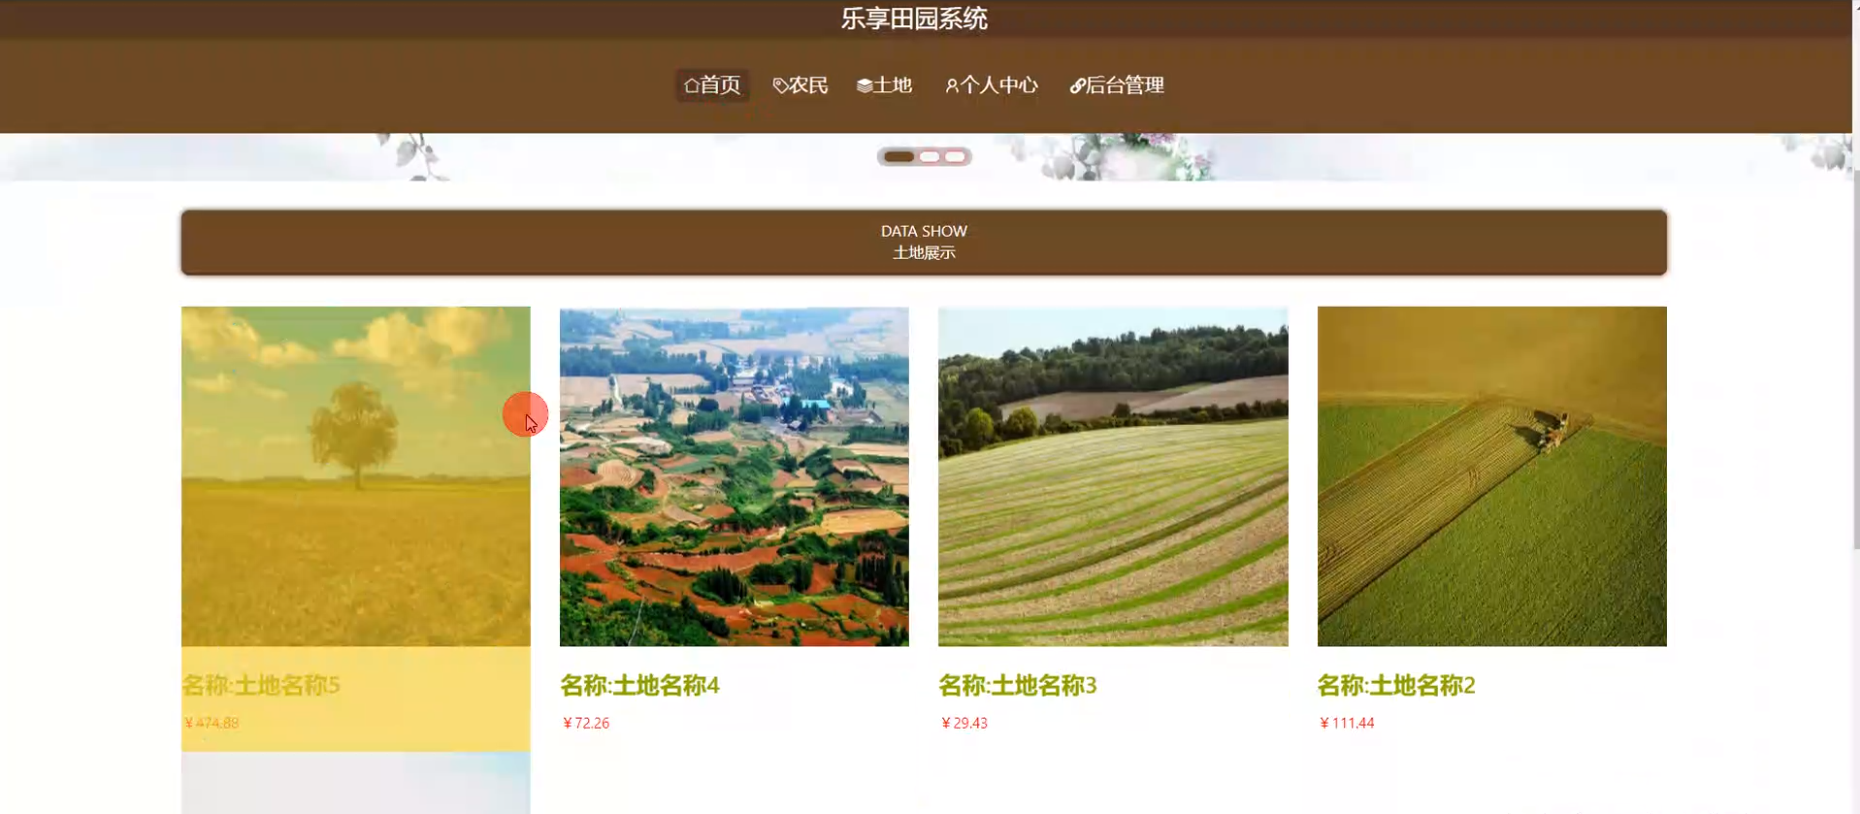 乐享田园系统
首页 农民 土地 个人中心 后台管理
DATA SHOW
土地展示
名称:土地名称5
￥474.88
名称:土地名称4
￥72.26
名称:土地名称3
￥29.43
名称:土地名称2
￥111.44